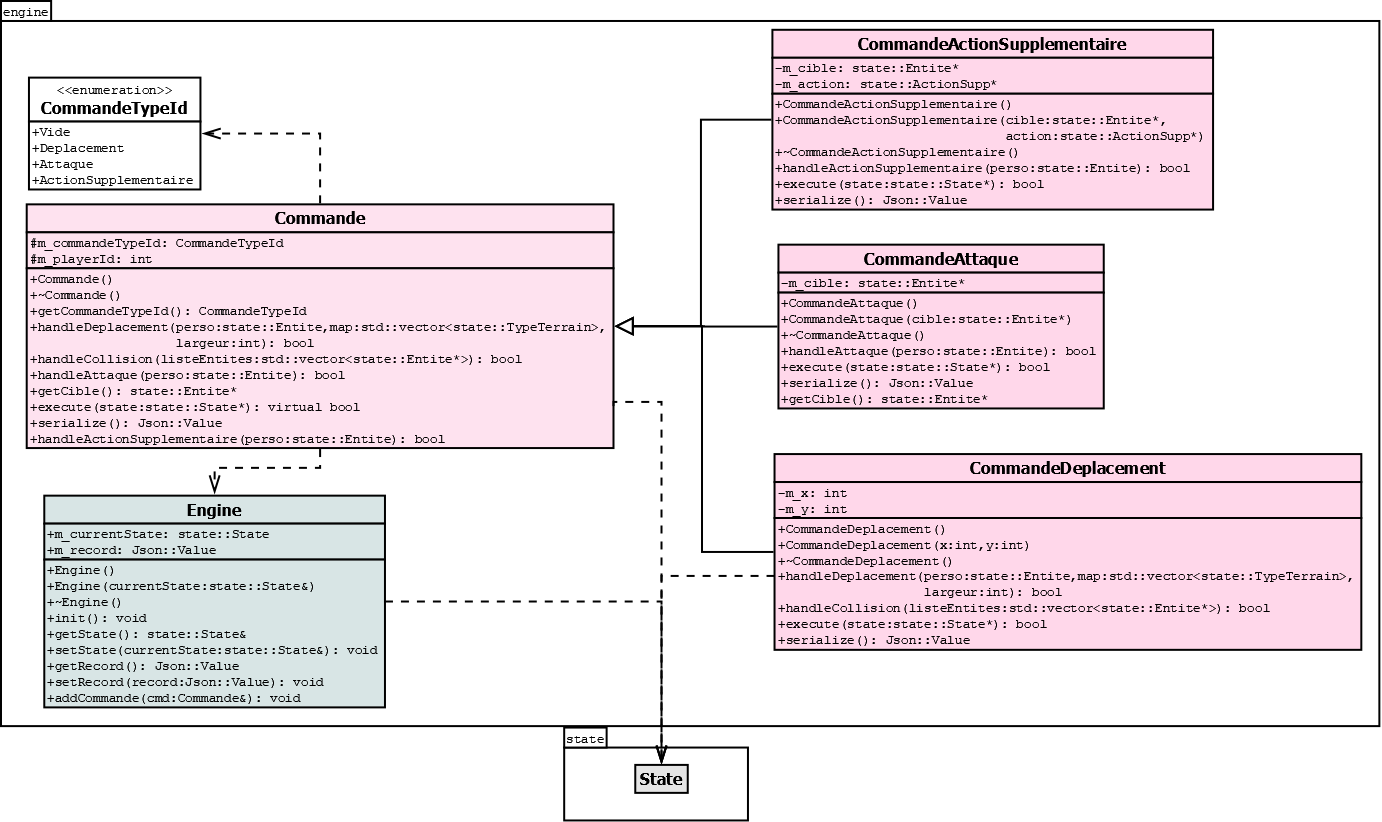 engine
<<enumeration>>
CommandeTypeId
+Vide
+Deplacement
+Attaque
+ActionSupplementaire
Commande
#m_commandeTypeId: CommandeTypeId
#m_playerId: int
+Commande()
+~Commande()
+getCommandeTypeId(): CommandeTypeId
+handleDeplacement(perso:state::Entite,map:std::vector<state::TypeTerrain>,
largeur:int): bool
+handleCollision(listeEntites:std::vector<state::Entite*>): bool
+handleAttaque(perso:state::Entite): bool
+getCible(): state::Entite*
+execute(state:state::State*): virtual bool
+serialize(): Json::Value
+handleActionSupplementaire(perso:state::Entite): bool
Engine
+m_currentState: state::State
+m_record: Json::Value
+Engine()
+Engine(currentState:state::State&)
+~Engine()
+init(): void
+getState(): state::State&
+setState(currentState:state::State&): void
+getRecord(): Json::Value
+setRecord(record:Json::Value): void
+addCommande(cmd:Commande&): void
CommandeActionSupplementaire
-m_cible: state::Entite*
-m_action: state::ActionSupp*
+CommandeActionSupplementaire()
+CommandeActionSupplementaire(cible:state::Entite*,
action:state::ActionSupp*)
+~CommandeActionSupplementaire()
+handleActionSupplementaire(perso:state::Entite): bool
+execute(state:state::State*): bool
+serialize(): Json::Value
CommandeAttaque
-m_cible: state::Entite*
+CommandeAttaque()
+CommandeAttaque(cible:state::Entite*)
+~CommandeAttaque()
+handleAttaque(perso:state::Entite): bool
+execute(state:state::State*): bool
+serialize(): Json::Value
+getCible(): state::Entite*
CommandeDeplacement
-m_x: int
-m_y: int
+CommandeDeplacement()
+CommandeDeplacement(x:int,y:int)
+~CommandeDeplacement()
+handleDeplacement(perso:state::Entite,map:std::vector<state::TypeTerrain>,
largeur:int): bool
+handleCollision(listeEntites:std::vector<state::Entite*>): bool
+execute(state:state::State*): bool
+serialize(): Json::Value
state
State